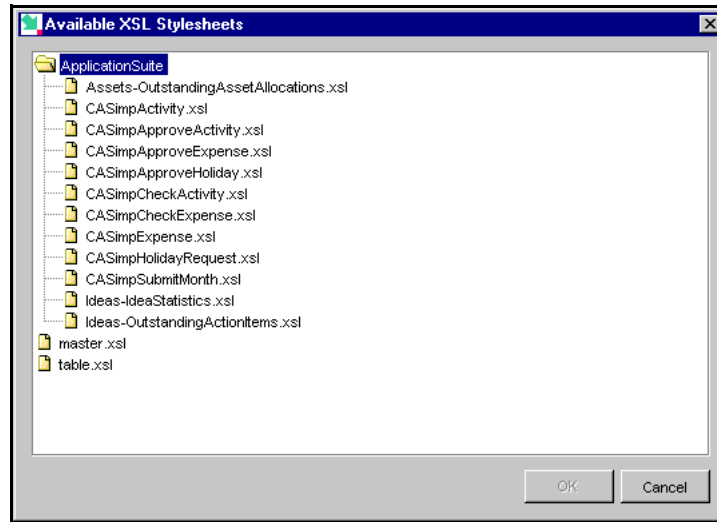 Available XSL Stylesheets
ApplicationSuite
Assets-OutstandingAssetAllocations.xsl
CASimpActivity.xsl
CASimpApproveActivity.xsl
CASimpApproveExpense.xsl
CASimpApproveHoliday.xsl
CASimpCheckActivity.xsl
CASimpCheckExpense.xsl
CASimpExpense.xsl
CASimpHolidayRequest.xsl
CASimpSubmitMonth.xsl
Ideas-IdeaStatistics.xsl
Ideas-OutstandingActionItems.xsl
master.xsl
table.xsl
OK Cancel